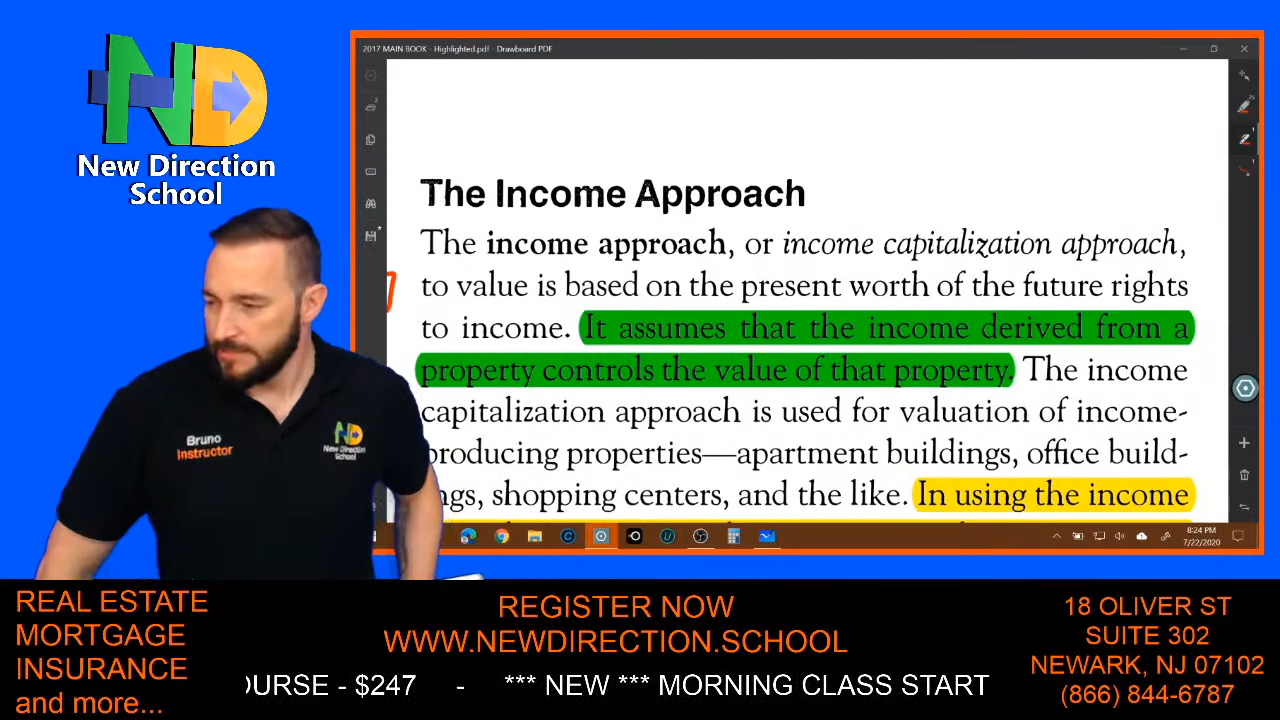 ND
New Direction
School
2017 MAIN BOOK - Highlighted.pdf - Drawboard PDF
The Income Approach
The income approach, or income capitalization approach,
to value is based on the present worth of the future rights
to income. It assumes that the income derived from a
property controls the value of that property. The income
capitalization approach is used for valuation of income-
producing properties—apartment buildings, office build-
ngs, shopping centers, and the like. In using the income
8:24 PM
7/22/2020
Bruno
Instructor
New Direction
School
REAL ESTATE
MORTGAGE
INSURANCE
and more...
REGISTER NOW
WWW.NEWDIRECTION.SCHOOL
OURSE - $247 - *** NEW *** MORNING CLASS START
18 OLIVER ST
SUITE 302
NEWARK, NJ 07102
(866) 844-6787